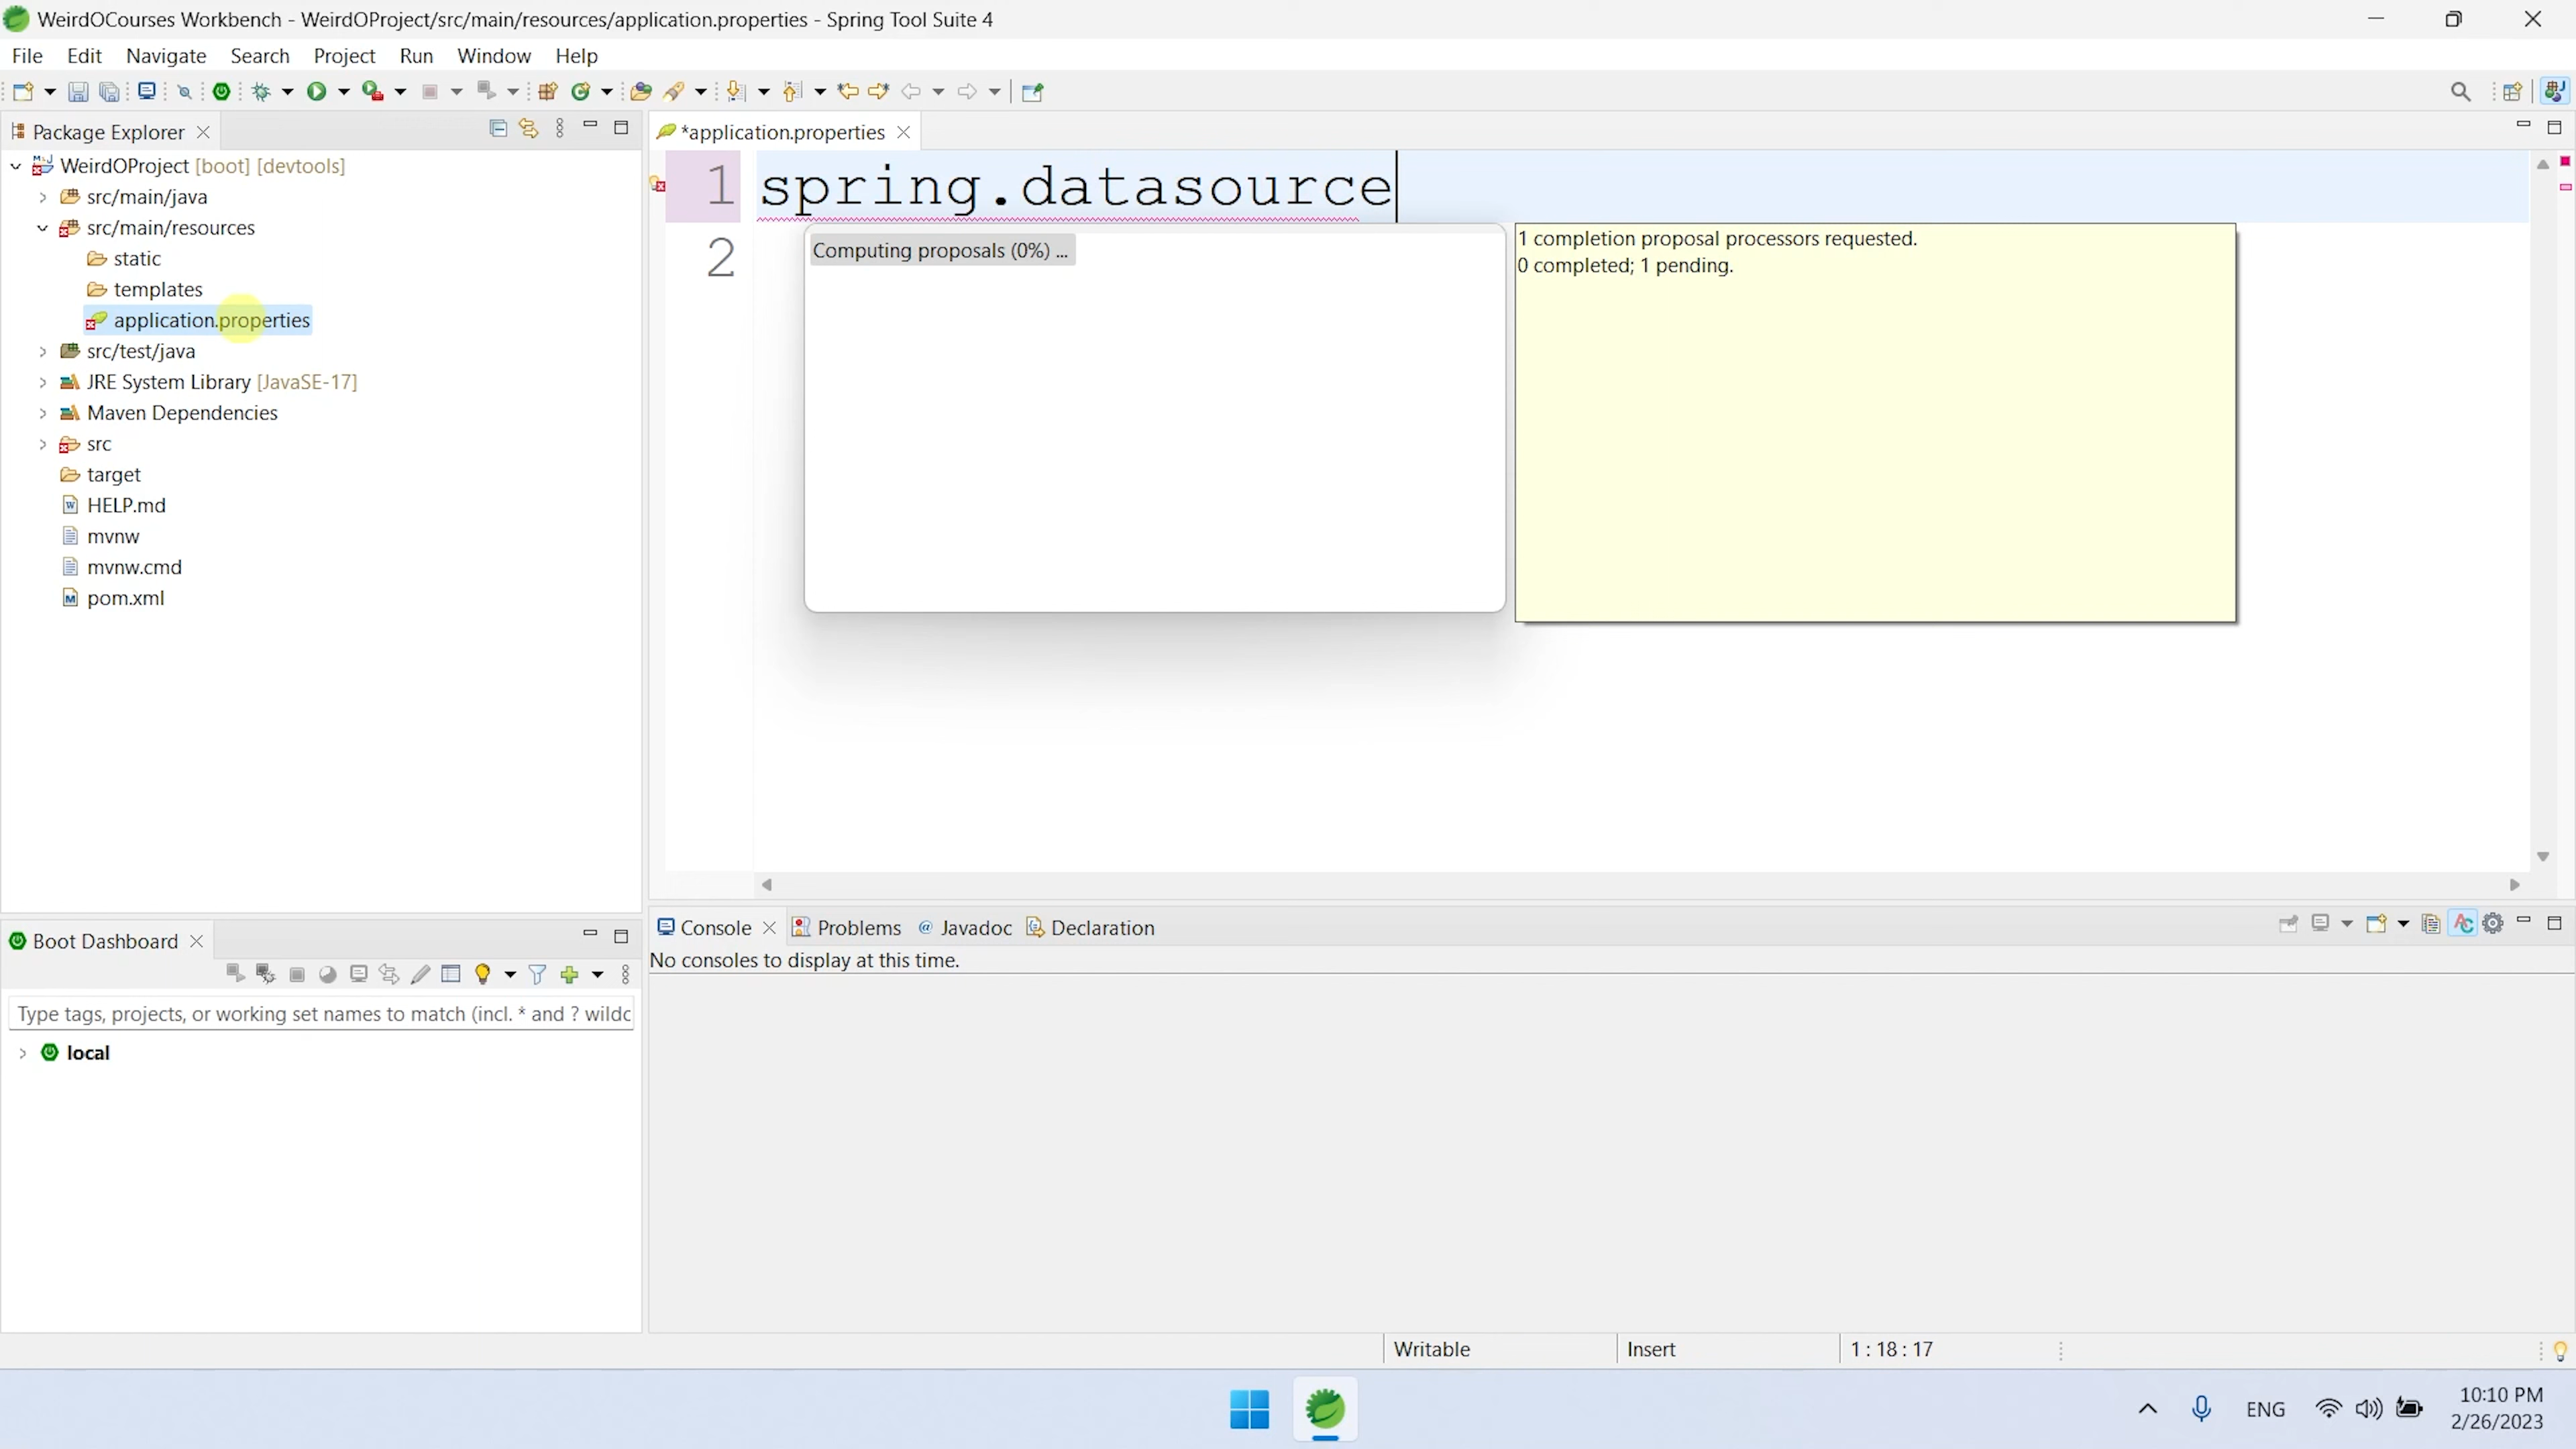 WeirdOCourses Workbench - WeirdOProject/src/main/resources/application.properties - Spring Tool Suite 4
File Edit Navigate Search Project Run Window Help
Package Explorer
WeirdOProject [boot] [devtools]
src/main/java
src/main/resources
static
templates
application.properties
src/test/java
JRE System Library [JavaSE-17]
Maven Dependencies
src
target
HELP.md
mvnw
mvnw.cmd
pom.xml
*application.properties
1 spring.datasource
2
Computing proposals (0%) ...
1 completion proposal processors requested.
0 completed; 1 pending.
Boot Dashboard
Type tags, projects, or working set names to match (incl. * and ? wildc
local
Console Problems @ Javadoc Declaration
No consoles to display at this time.
Writable Insert 1 : 18 : 17
ENG
10:10 PM
2/26/2023